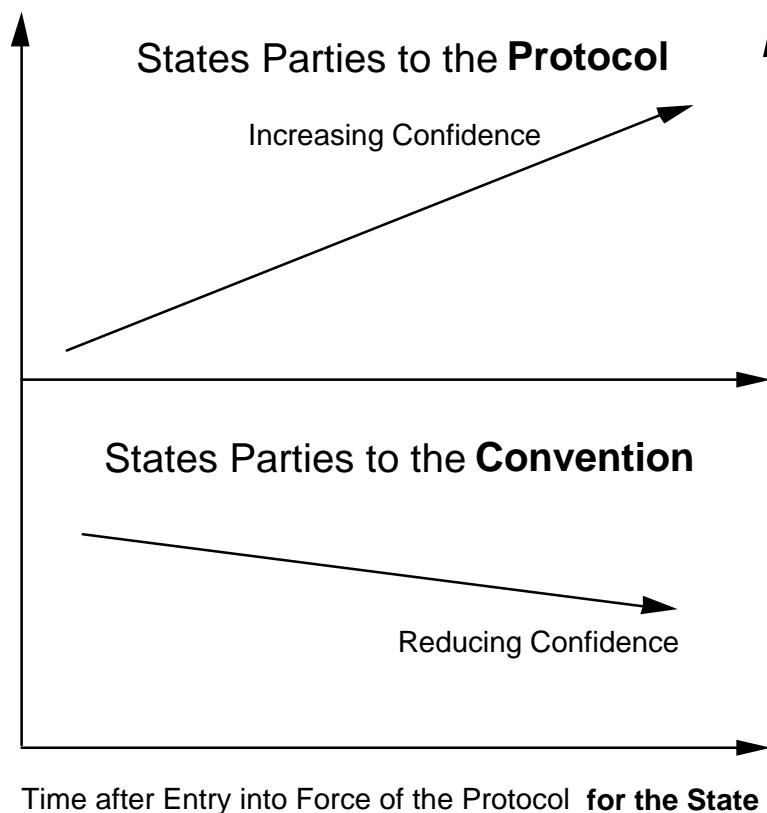 States Parties to the Protocol
Increasing Confidence
States Parties to the Convention
Reducing Confidence
Time after Entry into Force of the Protocol for the State